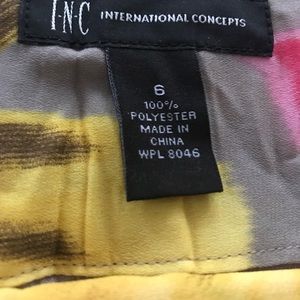 I·N·C INTERNATIONAL CONCEPTS
6
100%
POLYESTER
MADE IN
CHINA
WPL 8046